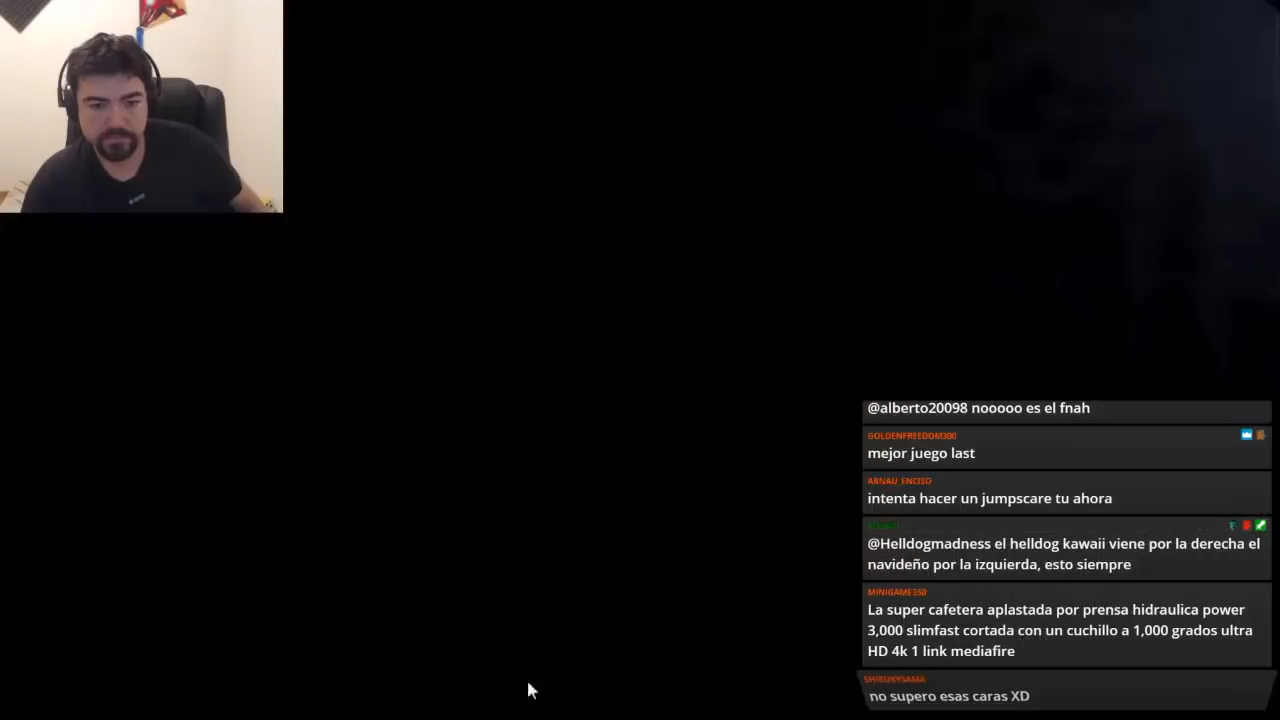 @alberto20098 nooooo es el fnah
GOLDENFREEDOM300
mejor juego last
ARNAU_ENCISO
intenta hacer un jumpscare tu ahora
@Helldogmadness el helldog kawaii viene por la derecha el
navideño por la izquierda, esto siempre
MINIGAME350
La super cafetera aplastada por prensa hidraulica power
3,000 slimfast cortada con un cuchillo a 1,000 grados ultra
HD 4k 1 link mediafire
SHIRUKYSAMA
no supero esas caras XD